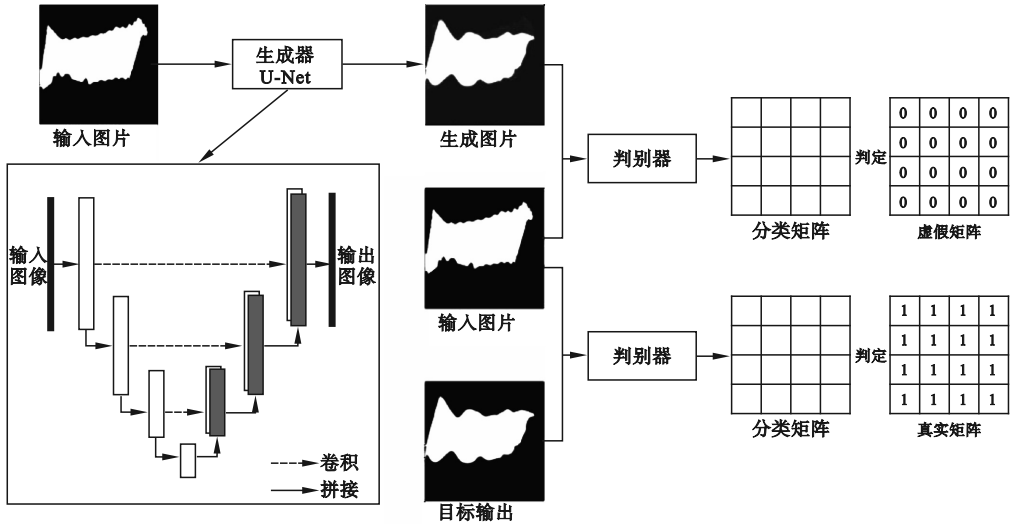 生成器
U-Net
输入图片
生成图片
判别器
分类矩阵
判定
0 0 0 0
0 0 0 0
0 0 0 0
0 0 0 0
虚假矩阵
输入
图像
输出
图像
卷积
拼接
输入图片
判别器
分类矩阵
判定
1 1 1 1
1 1 1 1
1 1 1 1
1 1 1 1
真实矩阵
目标输出